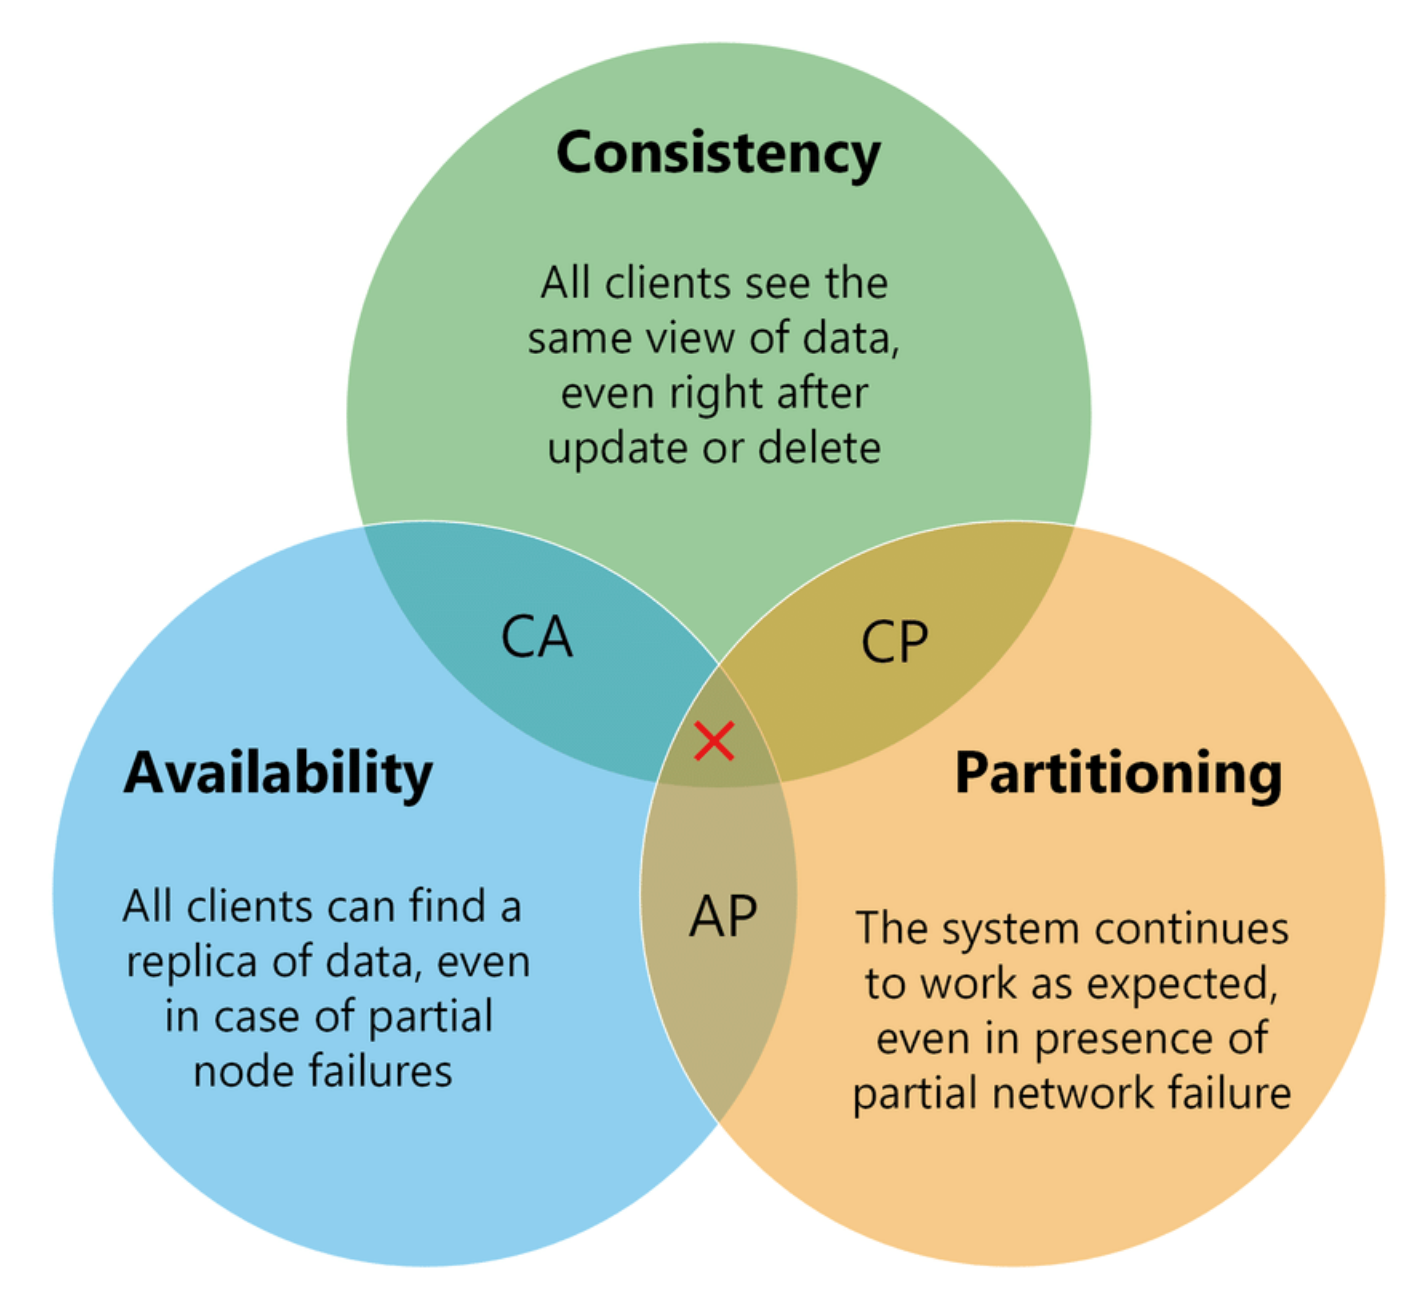 Consistency
All clients see the
same view of data,
even right after
update or delete
CA
CP
Availability
All clients can find a
replica of data, even
in case of partial
node failures
AP
Partitioning
The system continues
to work as expected,
even in presence of
partial network failure